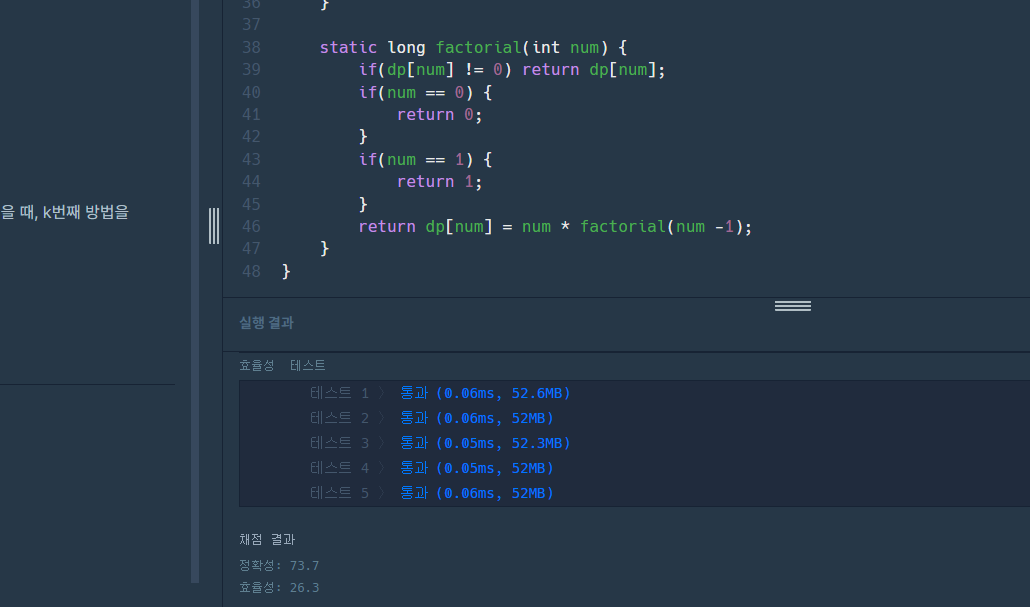 을 때, k번째 방법을
36 }
37
38 static long factorial(int num) {
39 if(dp[num] != 0) return dp[num];
40 if(num == 0) {
41 return 0;
42 }
43 if(num == 1) {
44 return 1;
45 }
46 return dp[num] = num * factorial(num -1);
47 }
48 }
실행 결과
효율성 테스트
테스트 1 〉 통과 (0.06ms, 52.6MB)
테스트 2 〉 통과 (0.06ms, 52MB)
테스트 3 〉 통과 (0.05ms, 52.3MB)
테스트 4 〉 통과 (0.05ms, 52MB)
테스트 5 〉 통과 (0.06ms, 52MB)
채점 결과
정확성: 73.7
효율성: 26.3